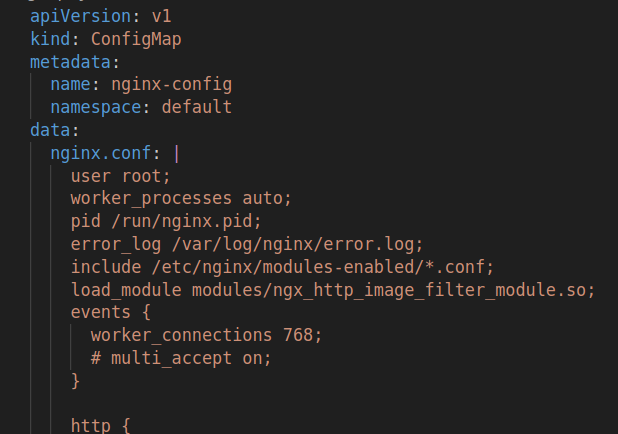 apiVersion: v1
kind: ConfigMap
metadata:
  name: nginx-config
  namespace: default
data:
  nginx.conf: |
    user root;
    worker_processes auto;
    pid /run/nginx.pid;
    error_log /var/log/nginx/error.log;
    include /etc/nginx/modules-enabled/*.conf;
    load_module modules/ngx_http_image_filter_module.so;
    events {
      worker_connections 768;
      # multi_accept on;
    }
    http {